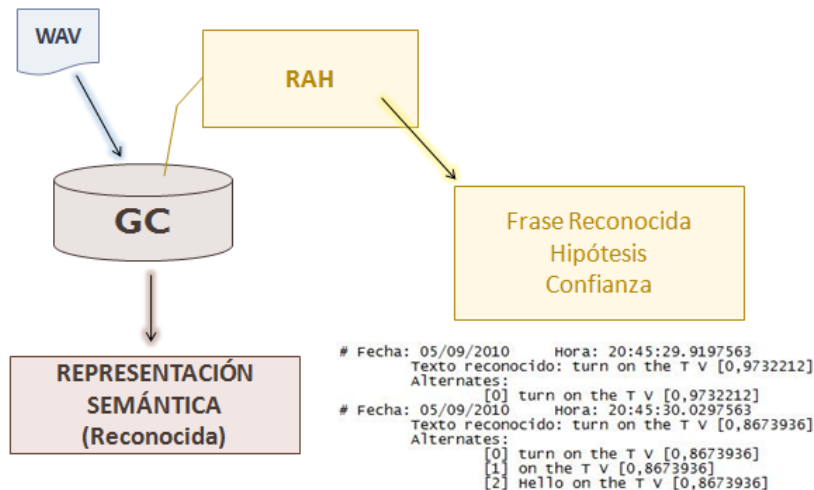 WAV
RAH
GC
Frase Reconocida
Hipótesis
Confianza
REPRESENTACIÓN
SEMÁNTICA
(Reconocida)
# Fecha: 05/09/2010 Hora: 20:45:29.9197563
Texto reconocido: turn on the T V [0,9732212]
Alternates:
[0] turn on the T V [0,9732212]
# Fecha: 05/09/2010 Hora: 20:45:30.0297563
Texto reconocido: turn on the T V [0,8673936]
Alternates:
[0] turn on the T V [0,8673936]
[1] on the T V [0,8673936]
[2] Hello on the T V [0,8673936]